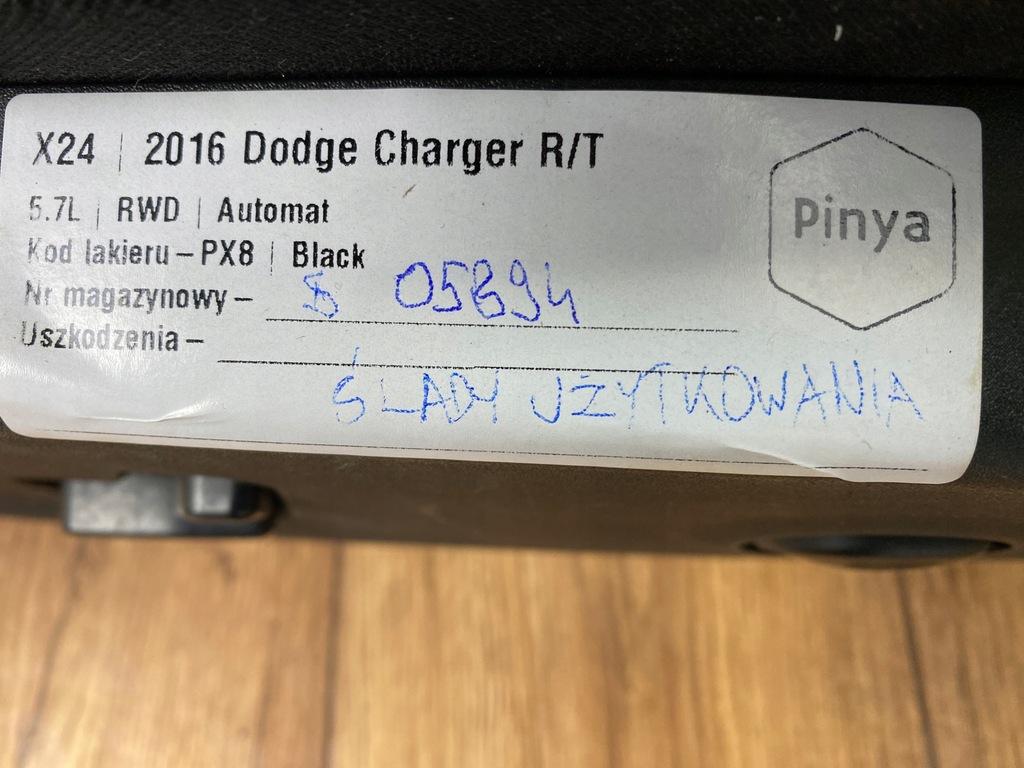 X24 | 2016 Dodge Charger R/T
Pinya
5.7L | RWD | Automat
Kod lakieru – PX8 | Black
Nr magazynowy – 05894
Uszkodzenia –
ŚLADY UŻYTKOWANIA